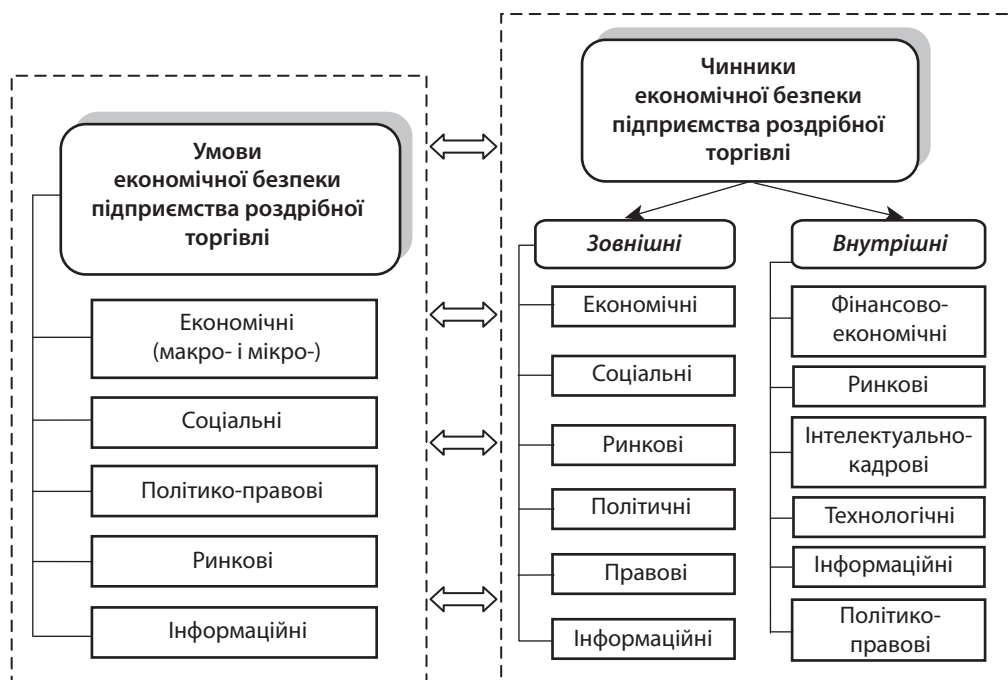 Умови
економічної безпеки
підприємства роздрібної
торгівлі
Економічні
(макро- і мікро-)
Соціальні
Політико-правові
Ринкові
Інформаційні
Чинники
економічної безпеки
підприємства роздрібної
торгівлі
Зовнішні
Економічні
Соціальні
Ринкові
Політичні
Правові
Інформаційні
Внутрішні
Фінансово-
економічні
Ринкові
Інтелектуально-
кадрові
Технологічні
Інформаційні
Політико-
правові